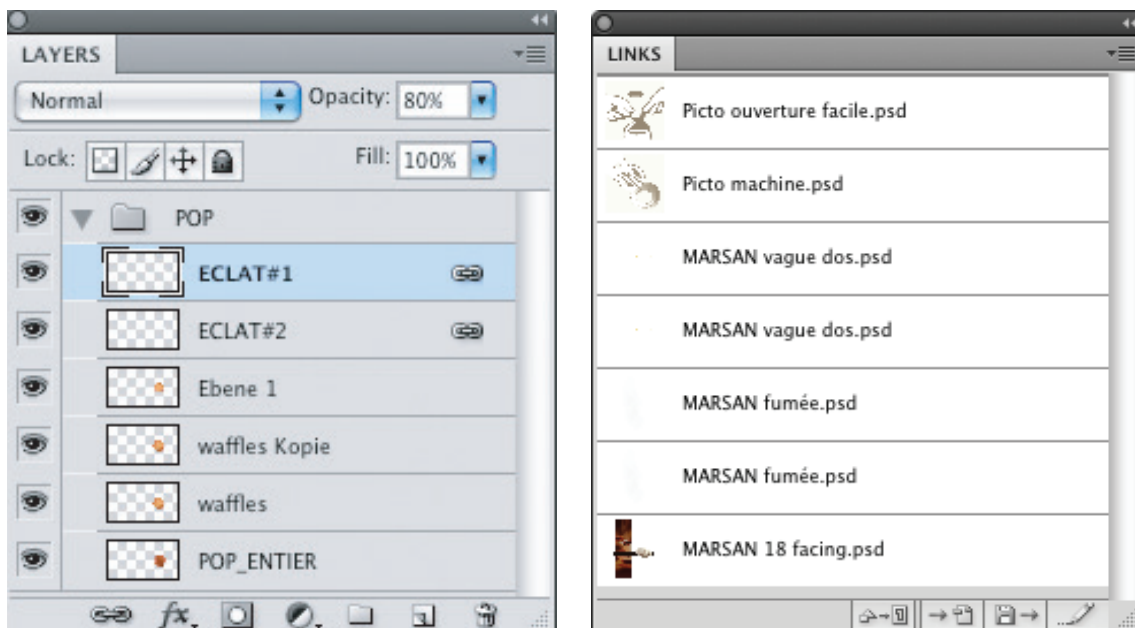 LAYERS
Normal
Opacity: 80%
Lock:
Fill: 100%
POP
ECLAT#1
ECLAT#2
Ebene 1
waffles Kopie
waffles
POP_ENTIER
fx.
LINKS
Picto ouverture facile.psd
Picto machine.psd
MARSAN vague dos.psd
MARSAN vague dos.psd
MARSAN fumée.psd
MARSAN fumée.psd
MARSAN 18 facing.psd